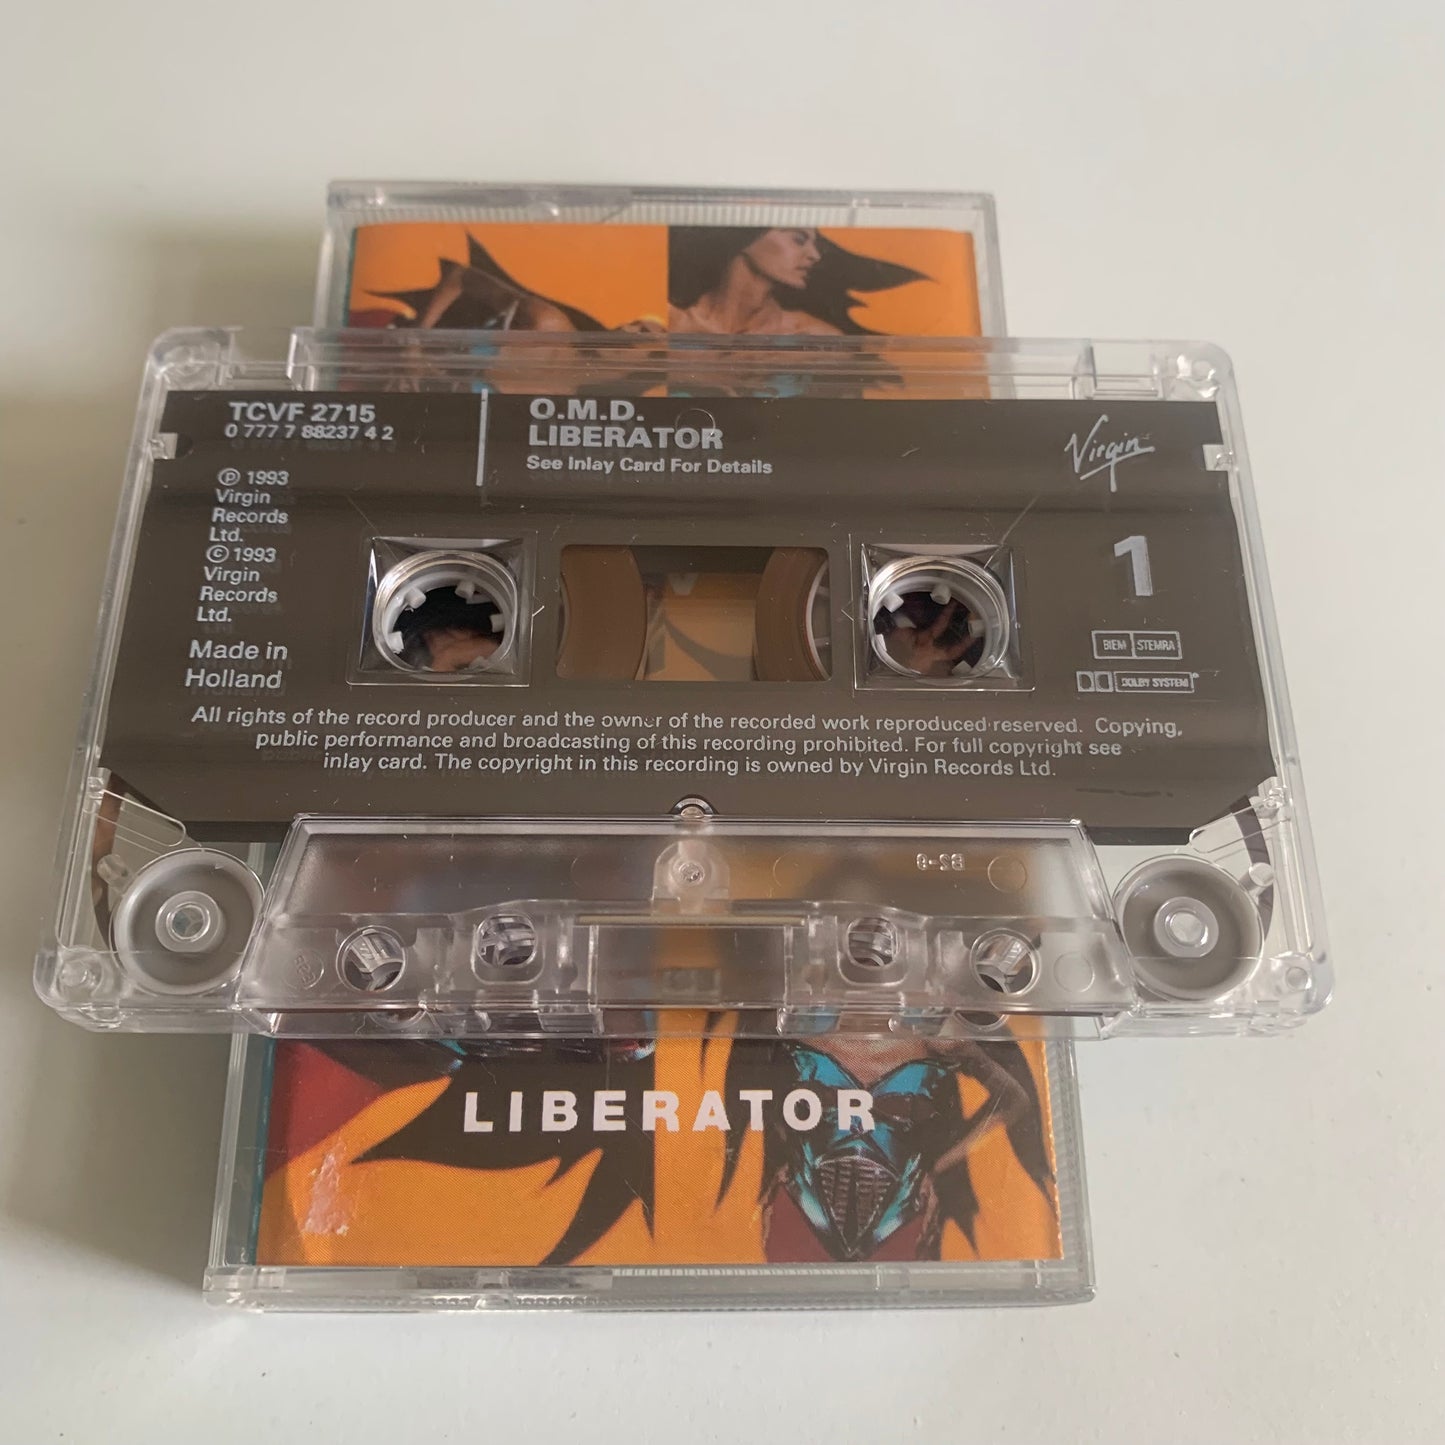 TCVF 2715
0 777 7 88237 4 2
℗ 1993
Virgin
Records
Ltd.
© 1993
Virgin
Records
Ltd.
Made in
Holland
O.M.D.
LIBERATOR
See Inlay Card For Details
Virgin
1
BIEM STEMRA
DOLBY SYSTEM®
All rights of the record producer and the owner of the recorded work reproduced reserved. Copying,
public performance and broadcasting of this recording prohibited. For full copyright see
inlay card. The copyright in this recording is owned by Virgin Records Ltd.
LIBERATOR